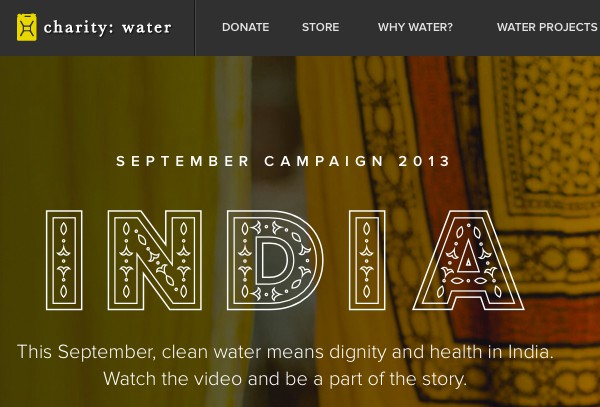 charity: water
DONATE STORE WHY WATER? WATER PROJECTS
SEPTEMBER CAMPAIGN 2013
INDIA
This September, clean water means dignity and health in India.
Watch the video and be a part of the story.